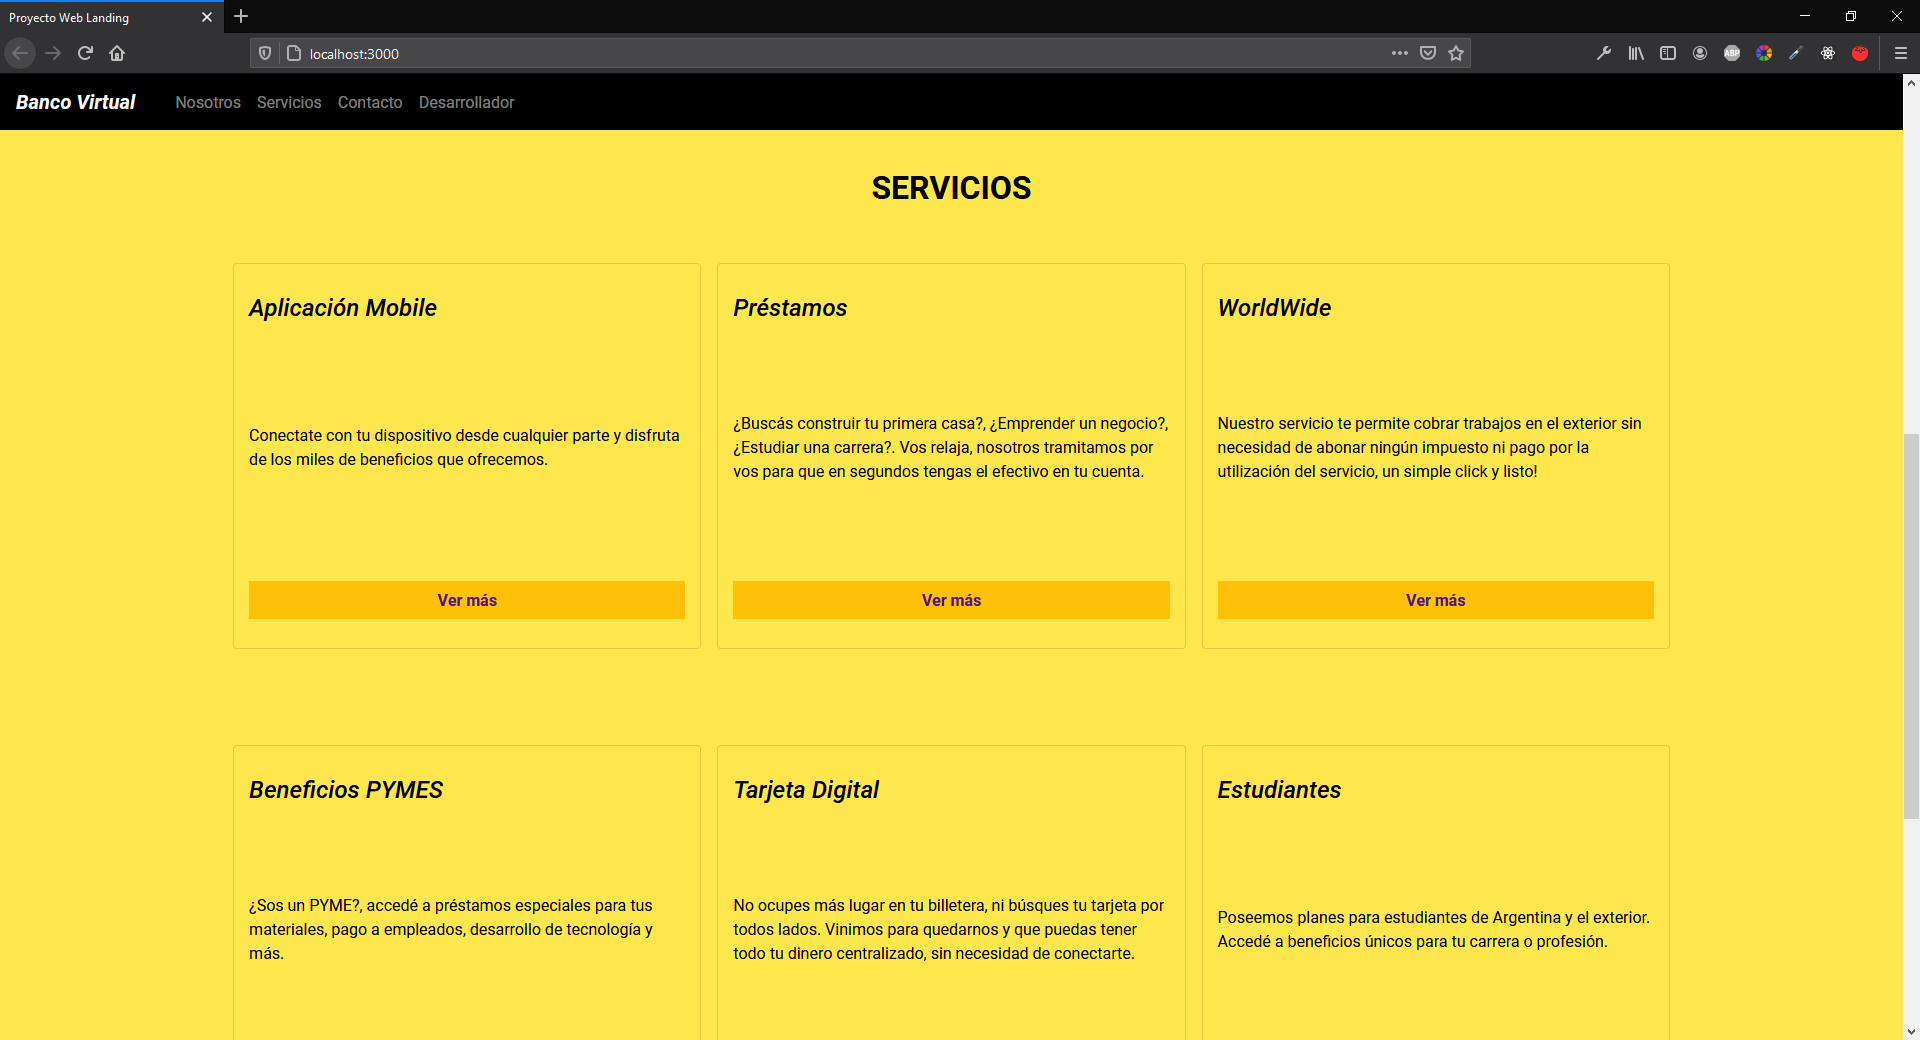 Proyecto Web Landing
localhost:3000
ABP
Banco Virtual Nosotros Servicios Contacto Desarrollador
SERVICIOS
Aplicación Mobile
Conectate con tu dispositivo desde cualquier parte y disfruta
de los miles de beneficios que ofrecemos.
Ver más
Préstamos
¿Buscás construir tu primera casa?, ¿Emprender un negocio?,
¿Estudiar una carrera?. Vos relaja, nosotros tramitamos por
vos para que en segundos tengas el efectivo en tu cuenta.
Ver más
WorldWide
Nuestro servicio te permite cobrar trabajos en el exterior sin
necesidad de abonar ningún impuesto ni pago por la
utilización del servicio, un simple click y listo!
Ver más
Beneficios PYMES
¿Sos un PYME?, accedé a préstamos especiales para tus
materiales, pago a empleados, desarrollo de tecnología y
más.
Tarjeta Digital
No ocupes más lugar en tu billetera, ni búsques tu tarjeta por
todos lados. Vinimos para quedarnos y que puedas tener
todo tu dinero centralizado, sin necesidad de conectarte.
Estudiantes
Poseemos planes para estudiantes de Argentina y el exterior.
Accedé a beneficios únicos para tu carrera o profesión.